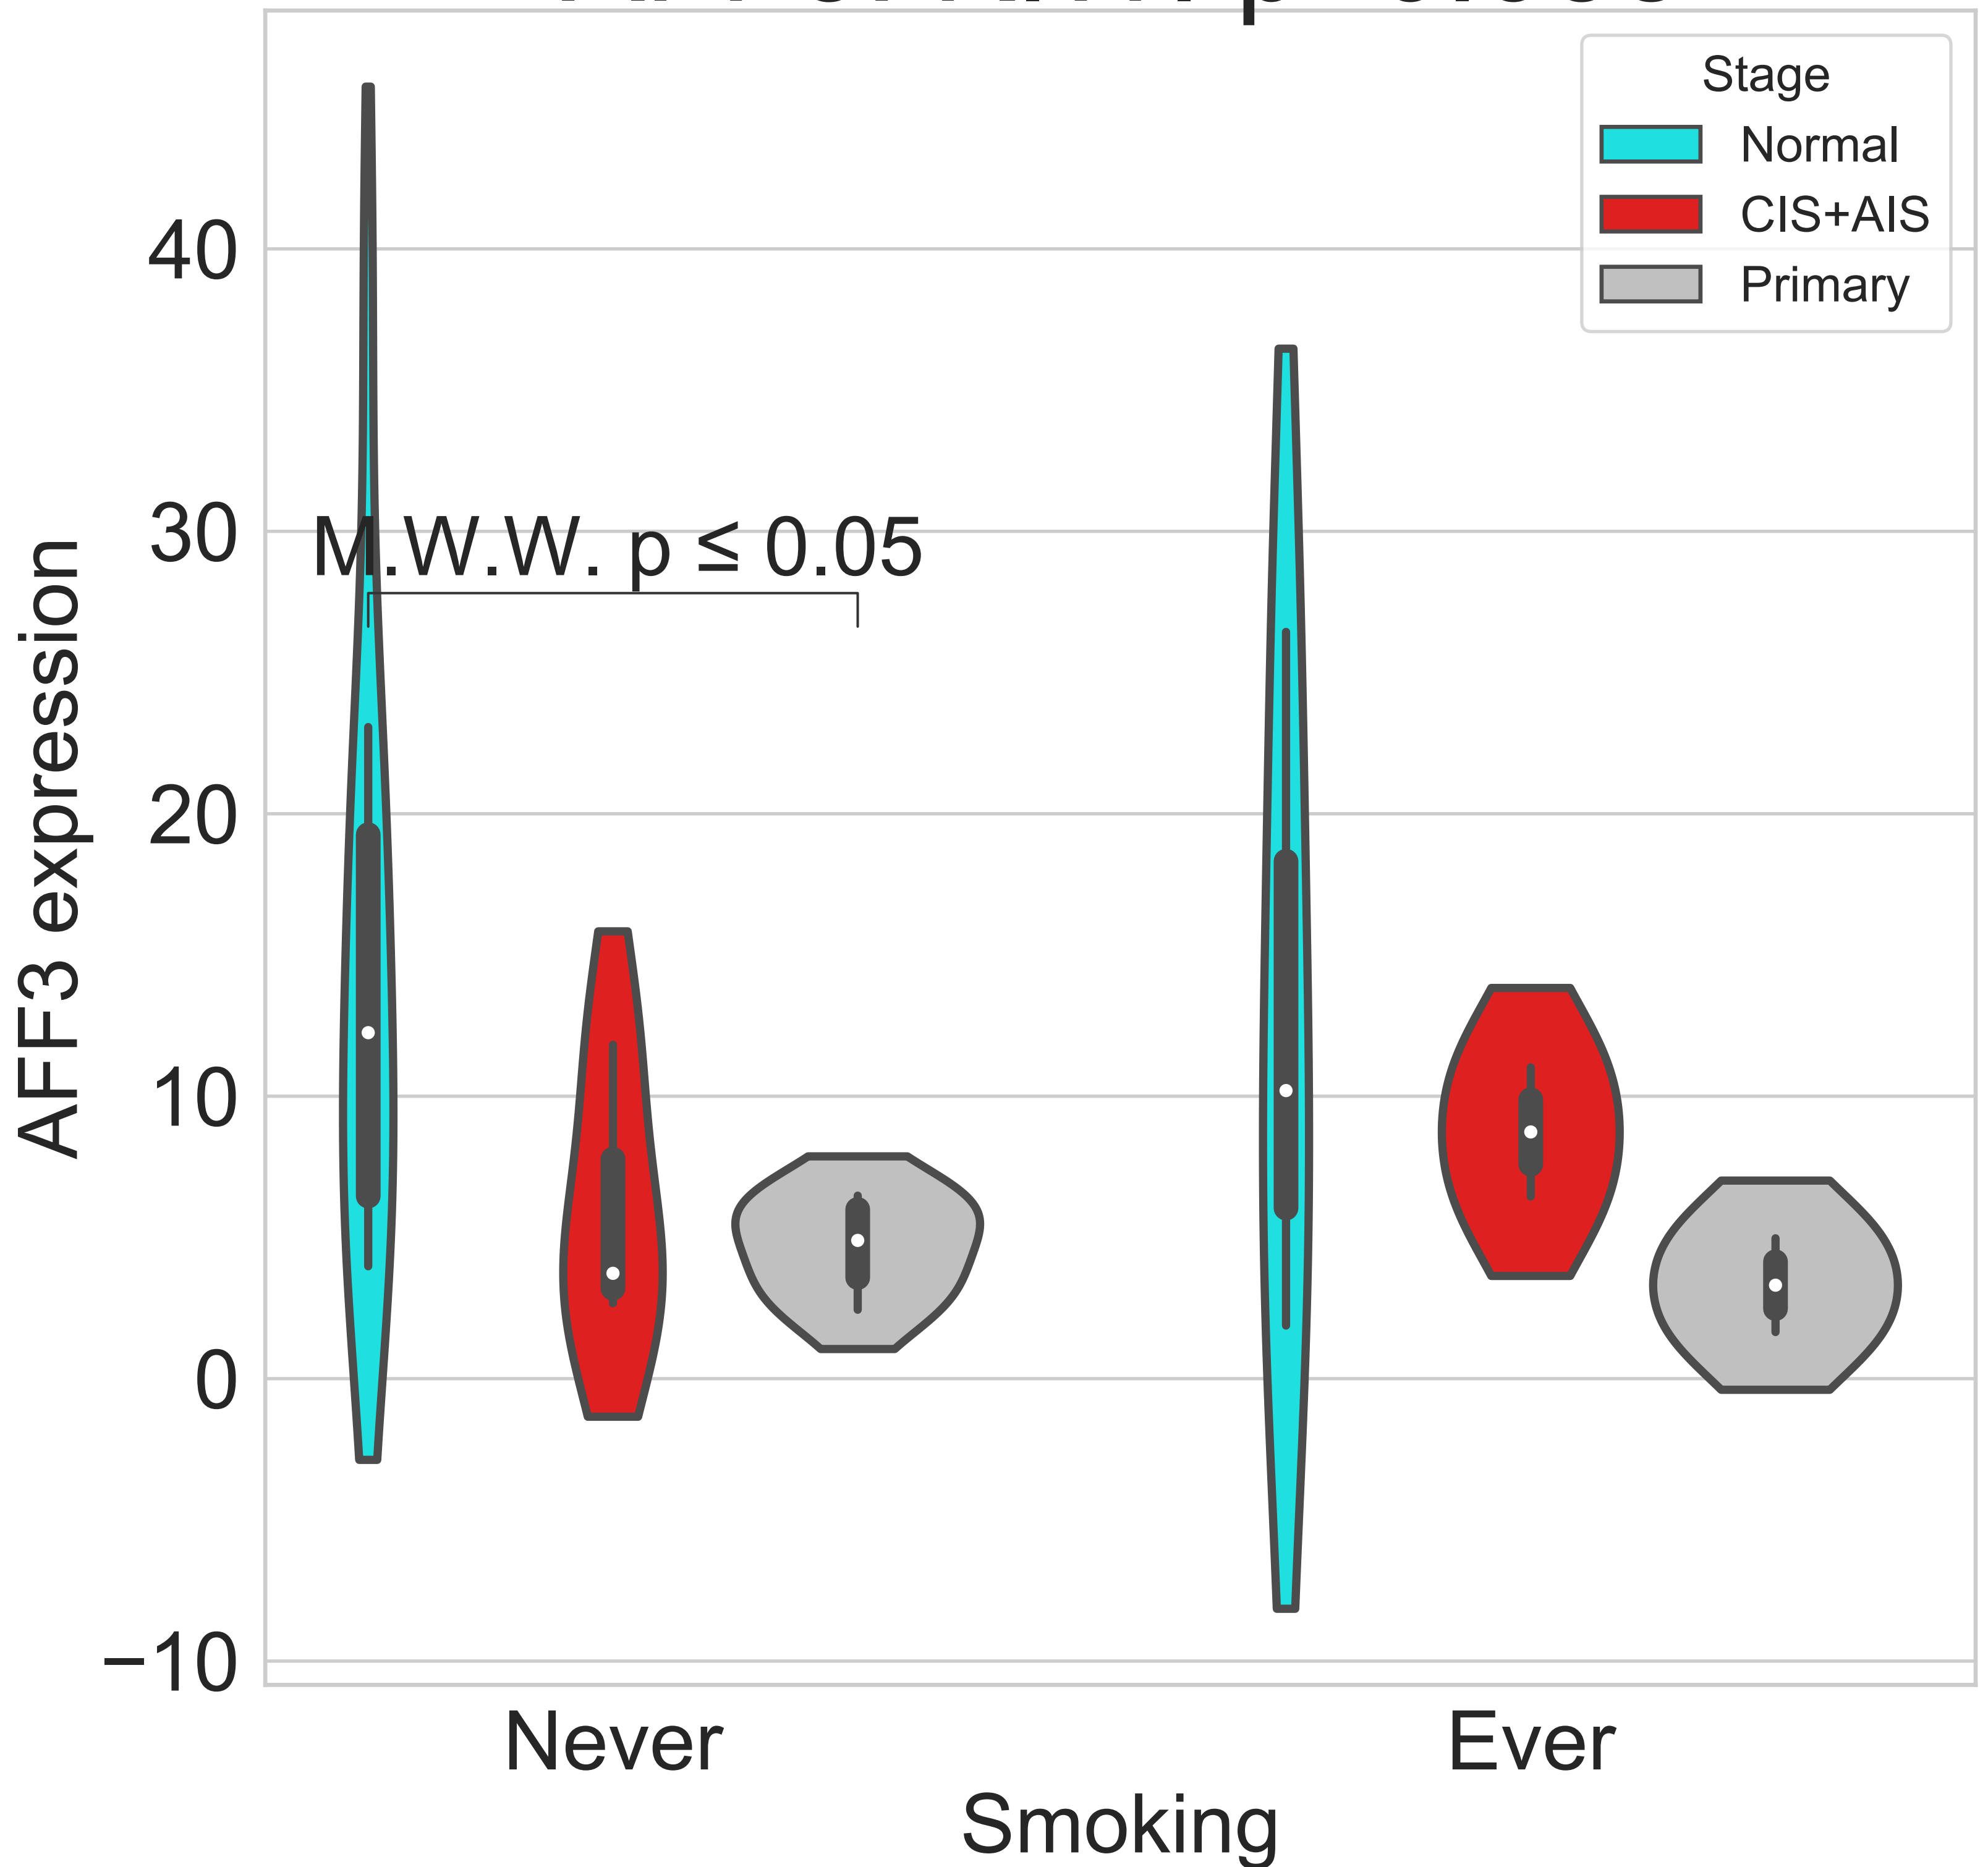 Stage
Normal
CIS+AIS
Primary
40
30
20
10
0
−10
M.W.W. p ≤ 0.05
AFF3 expression
Never
Ever
Smoking